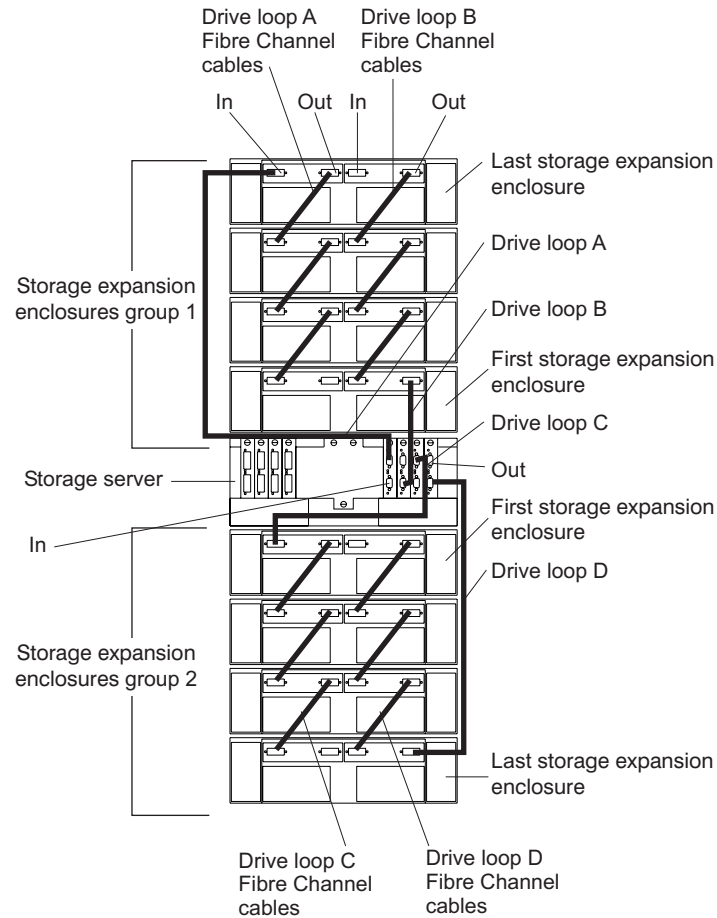 Drive loop A
Fibre Channel
cables
Drive loop B
Fibre Channel
cables
In
Out
In
Out
Last storage expansion
enclosure
Drive loop A
Storage expansion
enclosures group 1
Drive loop B
First storage expansion
enclosure
Drive loop C
Out
Storage server
First storage expansion
enclosure
In
Drive loop D
Storage expansion
enclosures group 2
Last storage expansion
enclosure
Drive loop C
Fibre Channel
cables
Drive loop D
Fibre Channel
cables